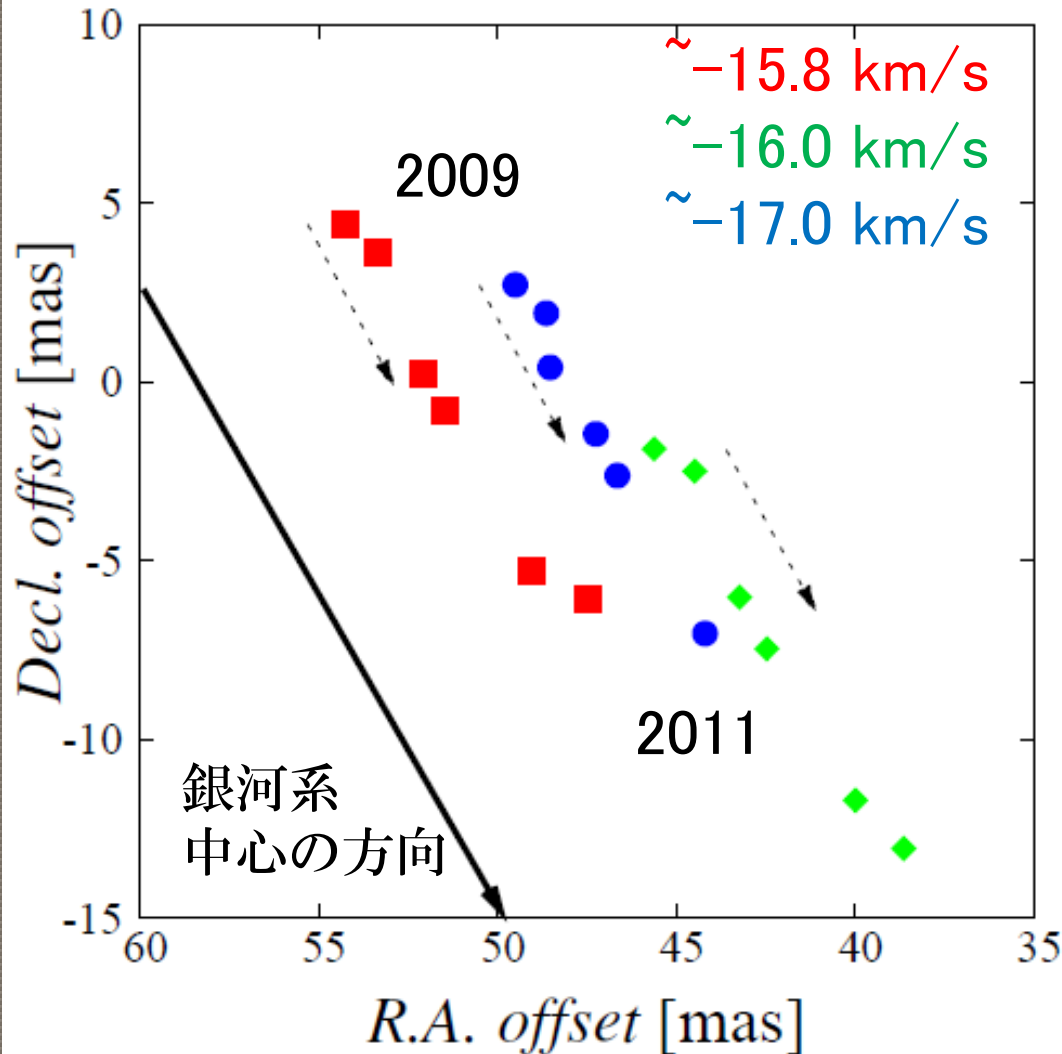 10
~-15.8 km/s
~-16.0 km/s
~-17.0 km/s
2009
5
0
-5
-10
-15
Decl. offset [mas]
2011
銀河系
中心の方向
60 55 50 45 40 35
R.A. offset [mas]